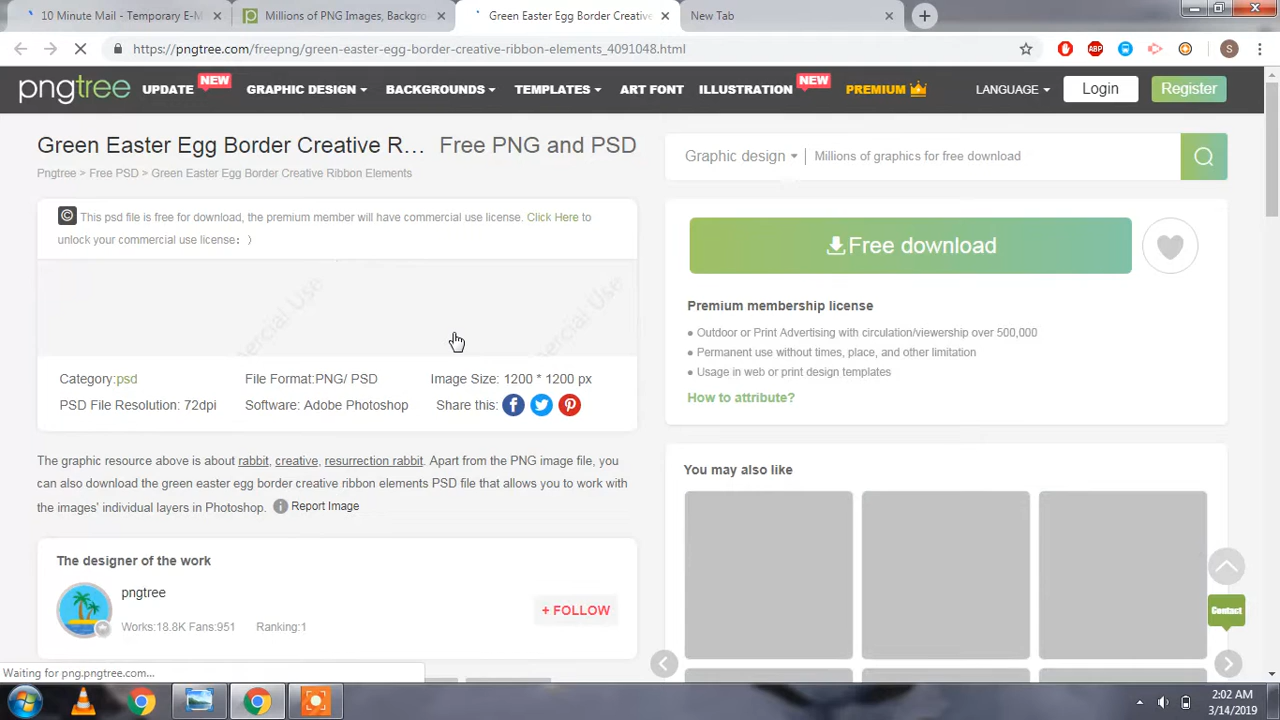 10 Minute Mail - Temporary E-M
Millions of PNG Images, Backgro
Green Easter Egg Border Creative
New Tab
https://pngtree.com/freepng/green-easter-egg-border-creative-ribbon-elements_4091048.html
ABP
S
pngtree
UPDATE
NEW
GRAPHIC DESIGN
BACKGROUNDS
TEMPLATES
ART FONT
ILLUSTRATION
NEW
PREMIUM
LANGUAGE
Login
Register
Green Easter Egg Border Creative R...
Free PNG and PSD
Graphic design
Millions of graphics for free download
Pngtree > Free PSD > Green Easter Egg Border Creative Ribbon Elements
© This psd file is free for download, the premium member will have commercial use license. Click Here to
unlock your commercial use license: )
Free download
mercial Use
mercial Use
Premium membership license
• Outdoor or Print Advertising with circulation/viewership over 500,000
• Permanent use without times, place, and other limitation
• Usage in web or print design templates
How to attribute?
Category:psd
File Format:PNG/ PSD
Image Size: 1200 * 1200 px
PSD File Resolution: 72dpi
Software: Adobe Photoshop
Share this:
The graphic resource above is about rabbit, creative, resurrection rabbit. Apart from the PNG image file, you
can also download the green easter egg border creative ribbon elements PSD file that allows you to work with
the images' individual layers in Photoshop. Report Image
You may also like
The designer of the work
pngtree
Works:18.8K Fans:951
Ranking:1
+ FOLLOW
Contact
Waiting for png.pngtree.com...
2:02 AM
3/14/2019